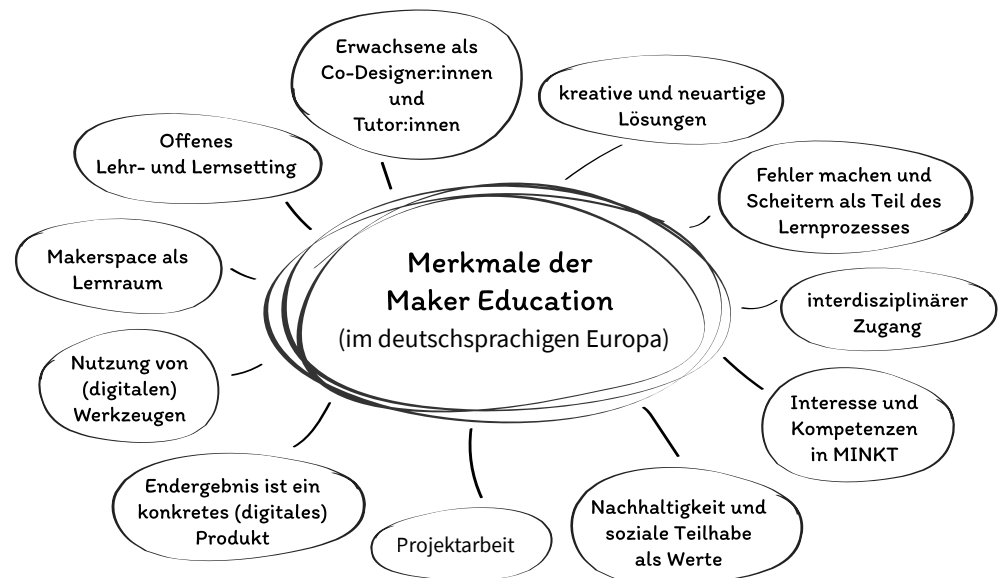 Erwachsene als
Co-Designer:innen
und
Tutor:innen
kreative und neuartige
Lösungen
Offenes
Lehr- und Lernsetting
Fehler machen und
Scheitern als Teil des
Lernprozesses
Makerspace als
Lernraum
Merkmale der
Maker Education
(im deutschsprachigen Europa)
interdisziplinärer
Zugang
Nutzung von
(digitalen)
Werkzeugen
Interesse und
Kompetenzen
in MINKT
Endergebnis ist ein
konkretes (digitales)
Produkt
Projektarbeit
Nachhaltigkeit und
soziale Teilhabe
als Werte